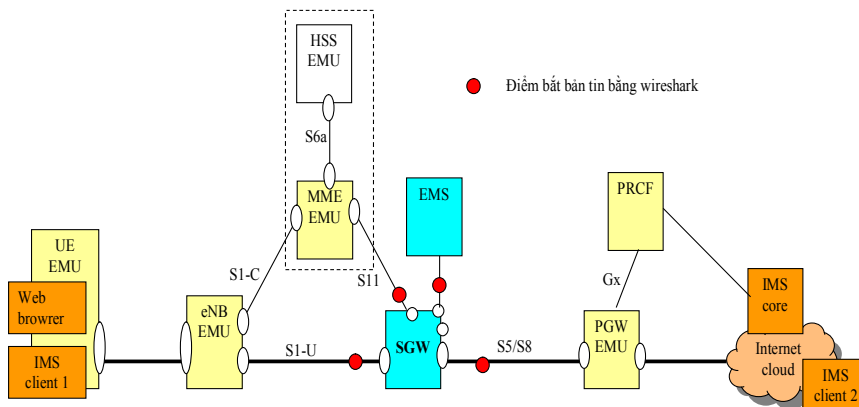 HSS
EMU
Điểm bắt bản tin bằng wireshark
S6a
MME
EMU
EMS
PRCF
UE
EMU
S1-C
S11
Gx
Web
browrer
eNB
EMU
IMS
core
SGW
PGW
EMU
Internet
cloud
IMS
client 1
S1-U
S5/S8
IMS
client 2